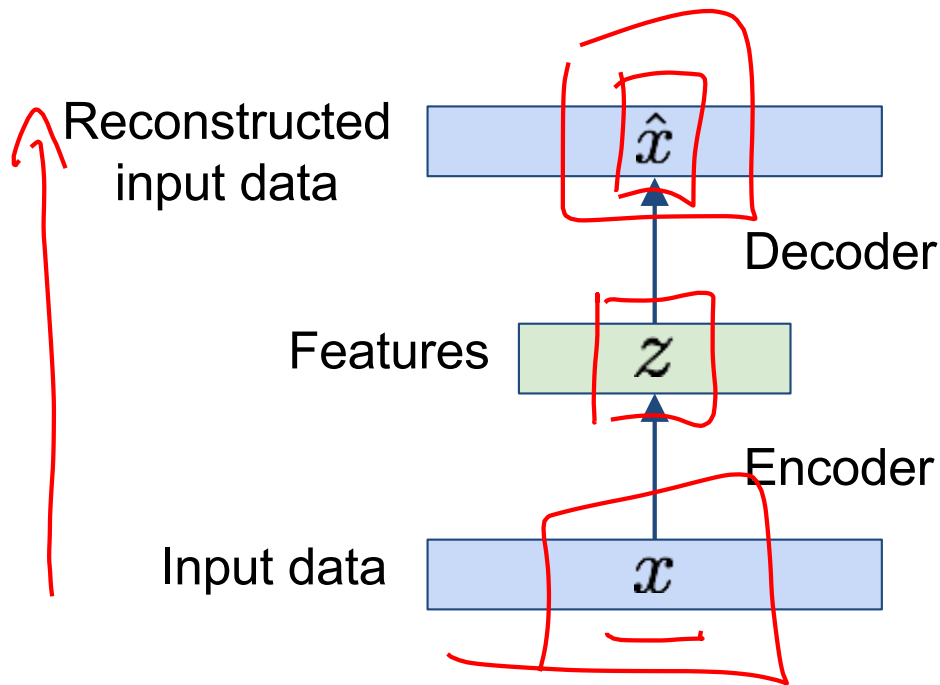 Reconstructed
input data
x̂
Decoder
Features
z
Encoder
Input data
x